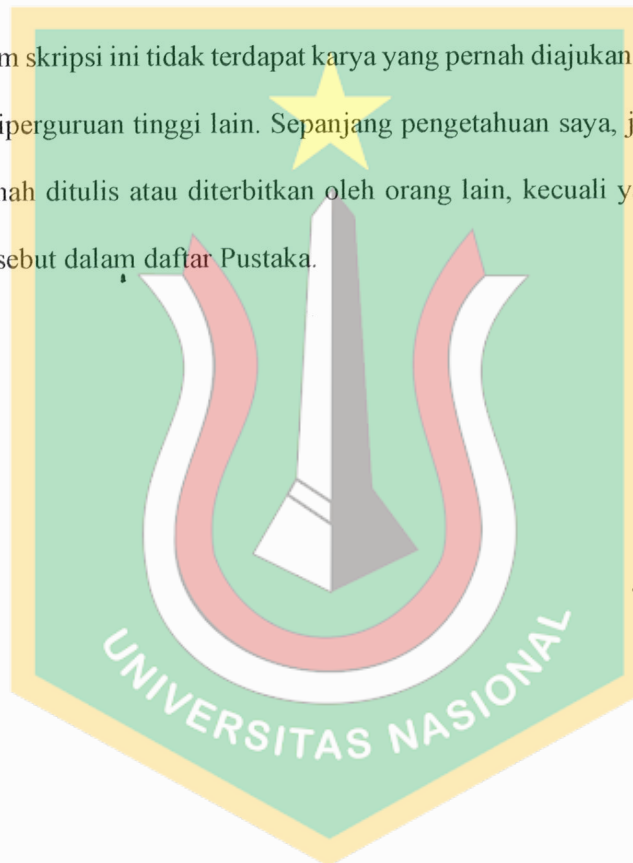 m skripsi ini tidak terdapat karya yang pernah diajukan
iperguruan tinggi lain. Sepanjang pengetahuan saya, j
nah ditulis atau diterbitkan oleh orang lain, kecuali y
sebut dalam daftar Pustaka.
UNIVERSITAS NASIONAL